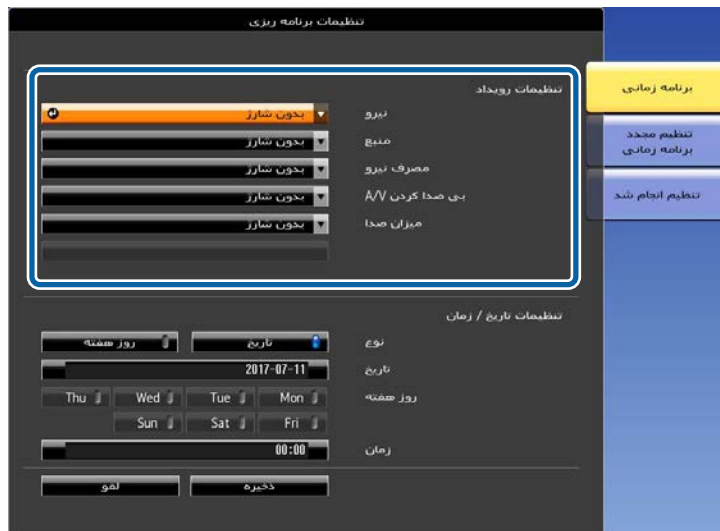 تنظیمات برنامه ریزی
برنامه زمانی
تنظیم مجدد
برنامه زمانی
تنظیم انجام شد
تنظیمات رویداد
نیرو بدون شارژ
منبع بدون شارژ
مصرف نیرو بدون شارژ
بی صدا کردن A/V بدون شارژ
میزان صدا بدون شارژ
تنظیمات تاریخ / زمان
نوع تاریخ روز هفته
تاریخ 2017-07-11
روز هفته Mon Tue Wed Thu
Fri Sat Sun
زمان 00:00
ذخیره لغو